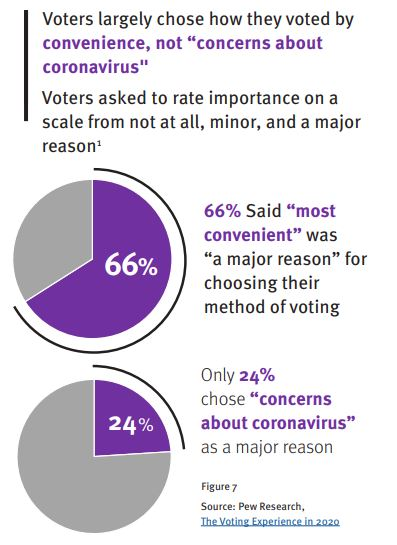 Voters largely chose how they voted by
convenience, not “concerns about
coronavirus"
Voters asked to rate importance on a
scale from not at all, minor, and a major
reason¹
66%
66% Said “most
convenient” was
“a major reason” for
choosing their
method of voting
24%
Only 24%
chose “concerns
about coronavirus”
as a major reason
Figure 7
Source: Pew Research,
The Voting Experience in 2020